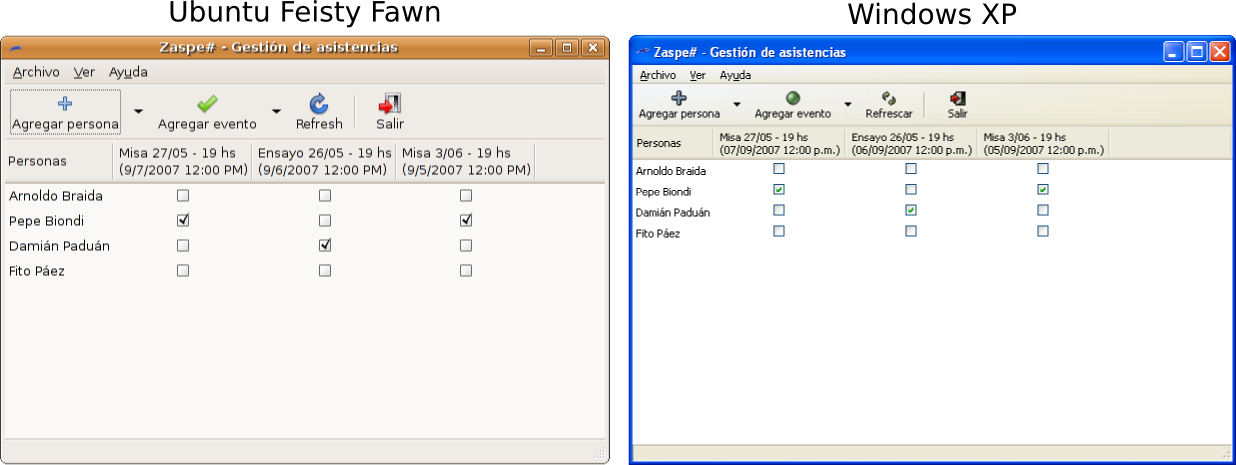 Ubuntu Feisty Fawn
Zaspe# - Gestión de asistencias
Archivo Ver Ayuda
Agregar persona Agregar evento Refresh Salir
Personas Misa 27/05 - 19 hs Ensayo 26/05 - 19 hs Misa 3/06 - 19 hs
(9/7/2007 12:00 PM) (9/6/2007 12:00 PM) (9/5/2007 12:00 PM)
Arnoldo Braida
Pepe Biondi
Damián Paduán
Fito Páez
Windows XP
Zaspe# - Gestión de asistencias
Archivo Ver Ayuda
Agregar persona Agregar evento Refrescar Salir
Personas Misa 27/05 - 19 hs Ensayo 26/05 - 19 hs Misa 3/06 - 19 hs
(07/09/2007 12:00 p.m.) (06/09/2007 12:00 p.m.) (05/09/2007 12:00 p.m.)
Arnoldo Braida
Pepe Biondi
Damián Paduán
Fito Páez